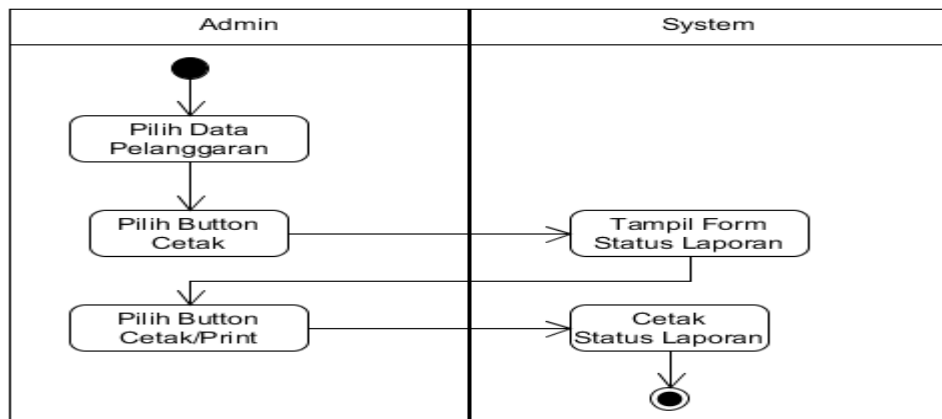 Admin
System
Pilih Data
Pelanggaran
Pilih Button
Cetak
Tampil Form
Status Laporan
Pilih Button
Cetak/Print
Cetak
Status Laporan